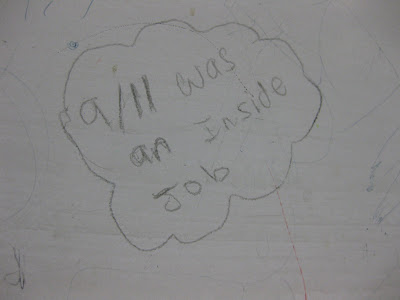 9/11 was
an Inside
Job